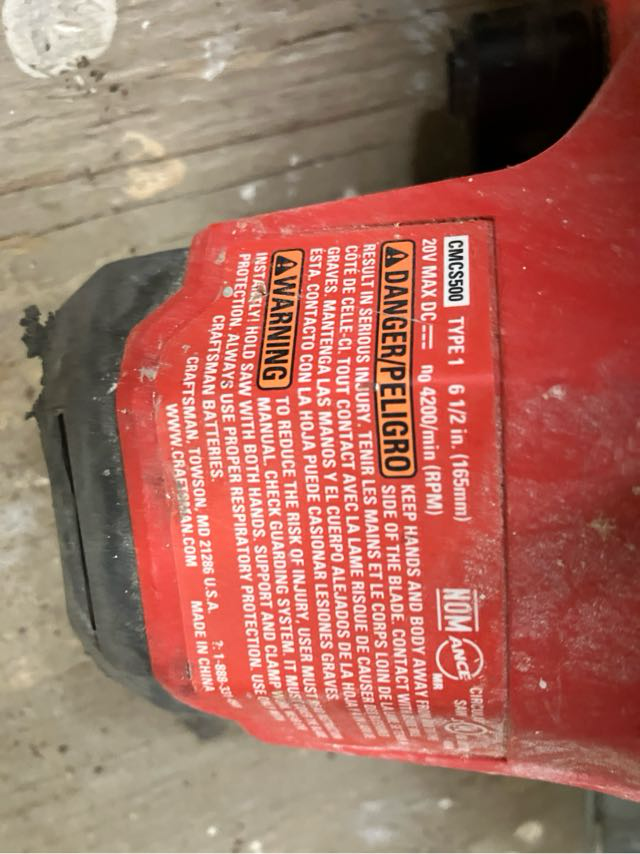 CMCS500 TYPE 1 6 1/2 in. (165mm)
20V MAX DC n0 4200/min (RPM)
NOM ANCE MR
DANGER/PELIGRO KEEP HANDS AND BODY AWAY FROM
SIDE OF THE BLADE. CONTACT WITH
RESULT IN SERIOUS INJURY. TENIR LES MAINS ET LE CORPS LOIN DE
CÔTÉ DE CELLE-CI. TOUT CONTACT AVEC LA LAME RISQUE DE CAUSER
GRAVES. MANTENGA LAS MANOS Y EL CUERPO ALEJADOS DE LA HOJA
ÉSTA. CONTACTO CON LA HOJA PUEDE CASIONAR LESIONES GRAVES.
WARNING TO REDUCE THE RISK OF INJURY, USER MUST
MANUAL. CHECK GUARDING SYSTEM. IT MUST
INSTANTLY! HOLD SAW WITH BOTH HANDS. SUPPORT AND CLAMP
PROTECTION. ALWAYS USE PROPER RESPIRATORY PROTECTION. USE
CRAFTSMAN BATTERIES.
CRAFTSMAN, TOWSON, MD 21286 U.S.A. ?: 1-888-
WWW.CRAFTSMAN.COM MADE IN CHINA